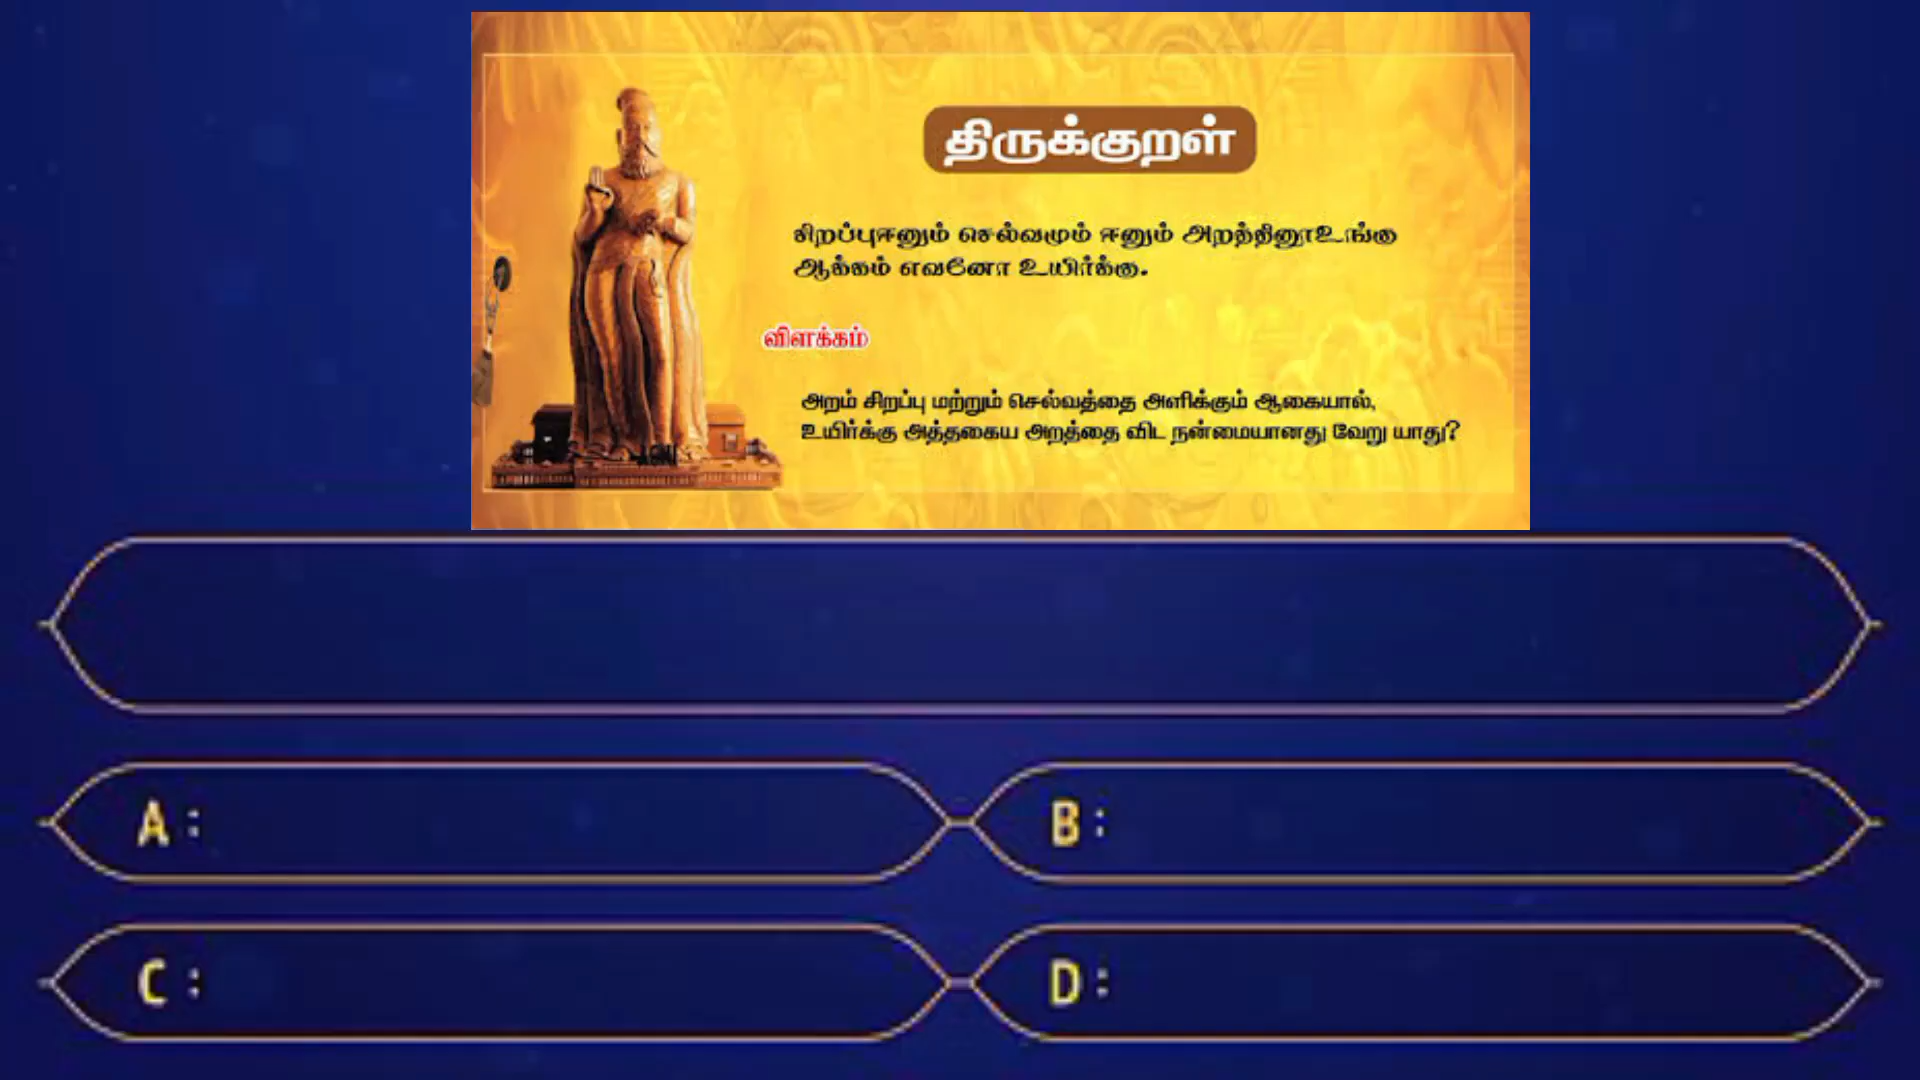 திருக்குறள்
சிறப்புஈனும் செல்வமும் ஈனும் அறத்தினூஉங்கு
ஆக்கம் எவனோ உயிர்க்கு.
விளக்கம்
அறம் சிறப்பு மற்றும் செல்வத்தை அளிக்கும் ஆகையால்,
உயிர்க்கு அத்தகைய அறத்தை விட நன்மையானது வேறு யாது?
A :
B :
C :
D :